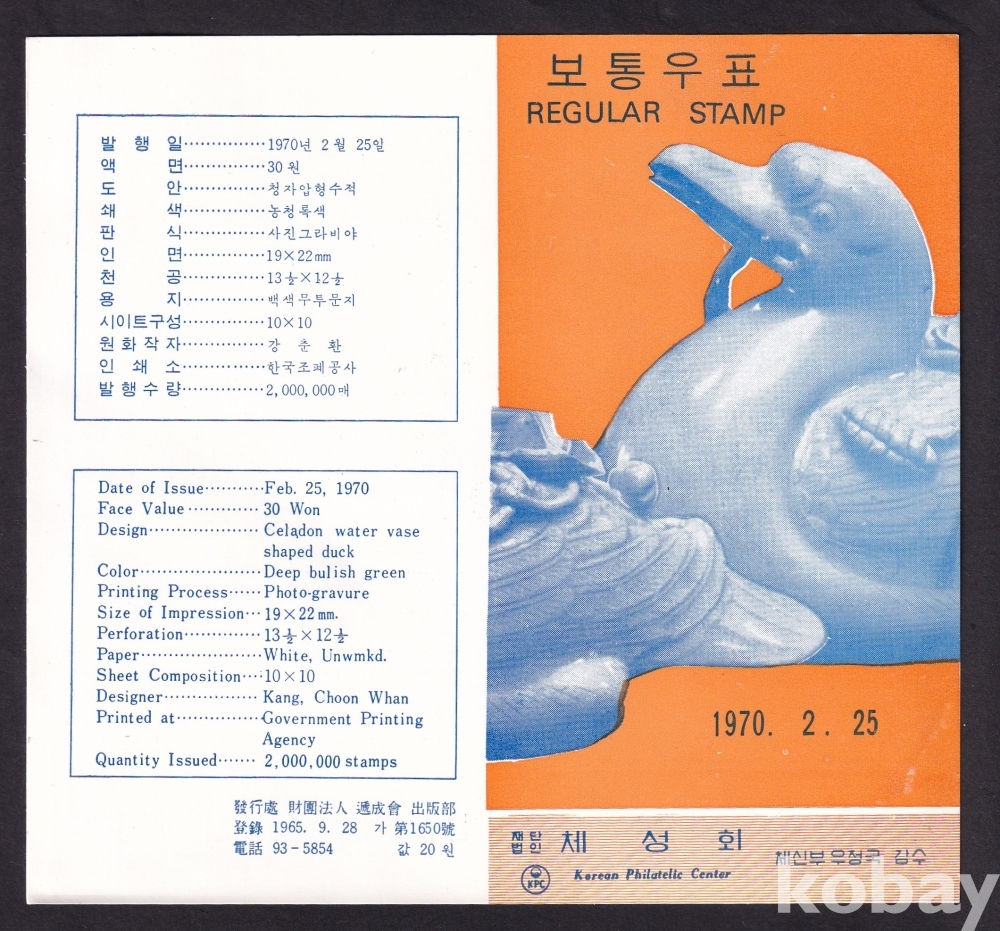 발 행 일 ··············· 1970년 2월 25일
액 면 ··············· 30원
도 안 ··············· 청자압형수적
쇄 색 ··············· 농청록색
판 식 ··············· 사진그라비야
인 면 ··············· 19×22mm
천 공 ··············· 13½×12½
용 지 ··············· 백색무투문지
시이트구성 ··············· 10×10
원 화 작 자 ··············· 강 춘 환
인 쇄 소 ··············· 한국조폐공사
발 행 수 량 ··············· 2,000,000매
Date of Issue ··········· Feb. 25, 1970
Face Value ··········· 30 Won
Design ··················· Celadon water vase
shaped duck
Color ····················· Deep bulish green
Printing Process ······ Photo-gravure
Size of Impression ··· 19×22mm.
Perforation ············· 13½×12½
Paper ····················· White, Unwmkd.
Sheet Composition ···· 10×10
Designer ················ Kang, Choon Whan
Printed at ··············· Government Printing
Agency
Quantity Issued ······· 2,000,000 stamps
發行處 財團法人 遞成會 出版部
登錄 1965. 9. 28 가 第1650號
電話 93-5854 값 20원
보통우표
REGULAR STAMP
1970. 2. 25
재단법인 체 성 회
체신부우정국 감수
KPC Korean Philatelic Center
kobay